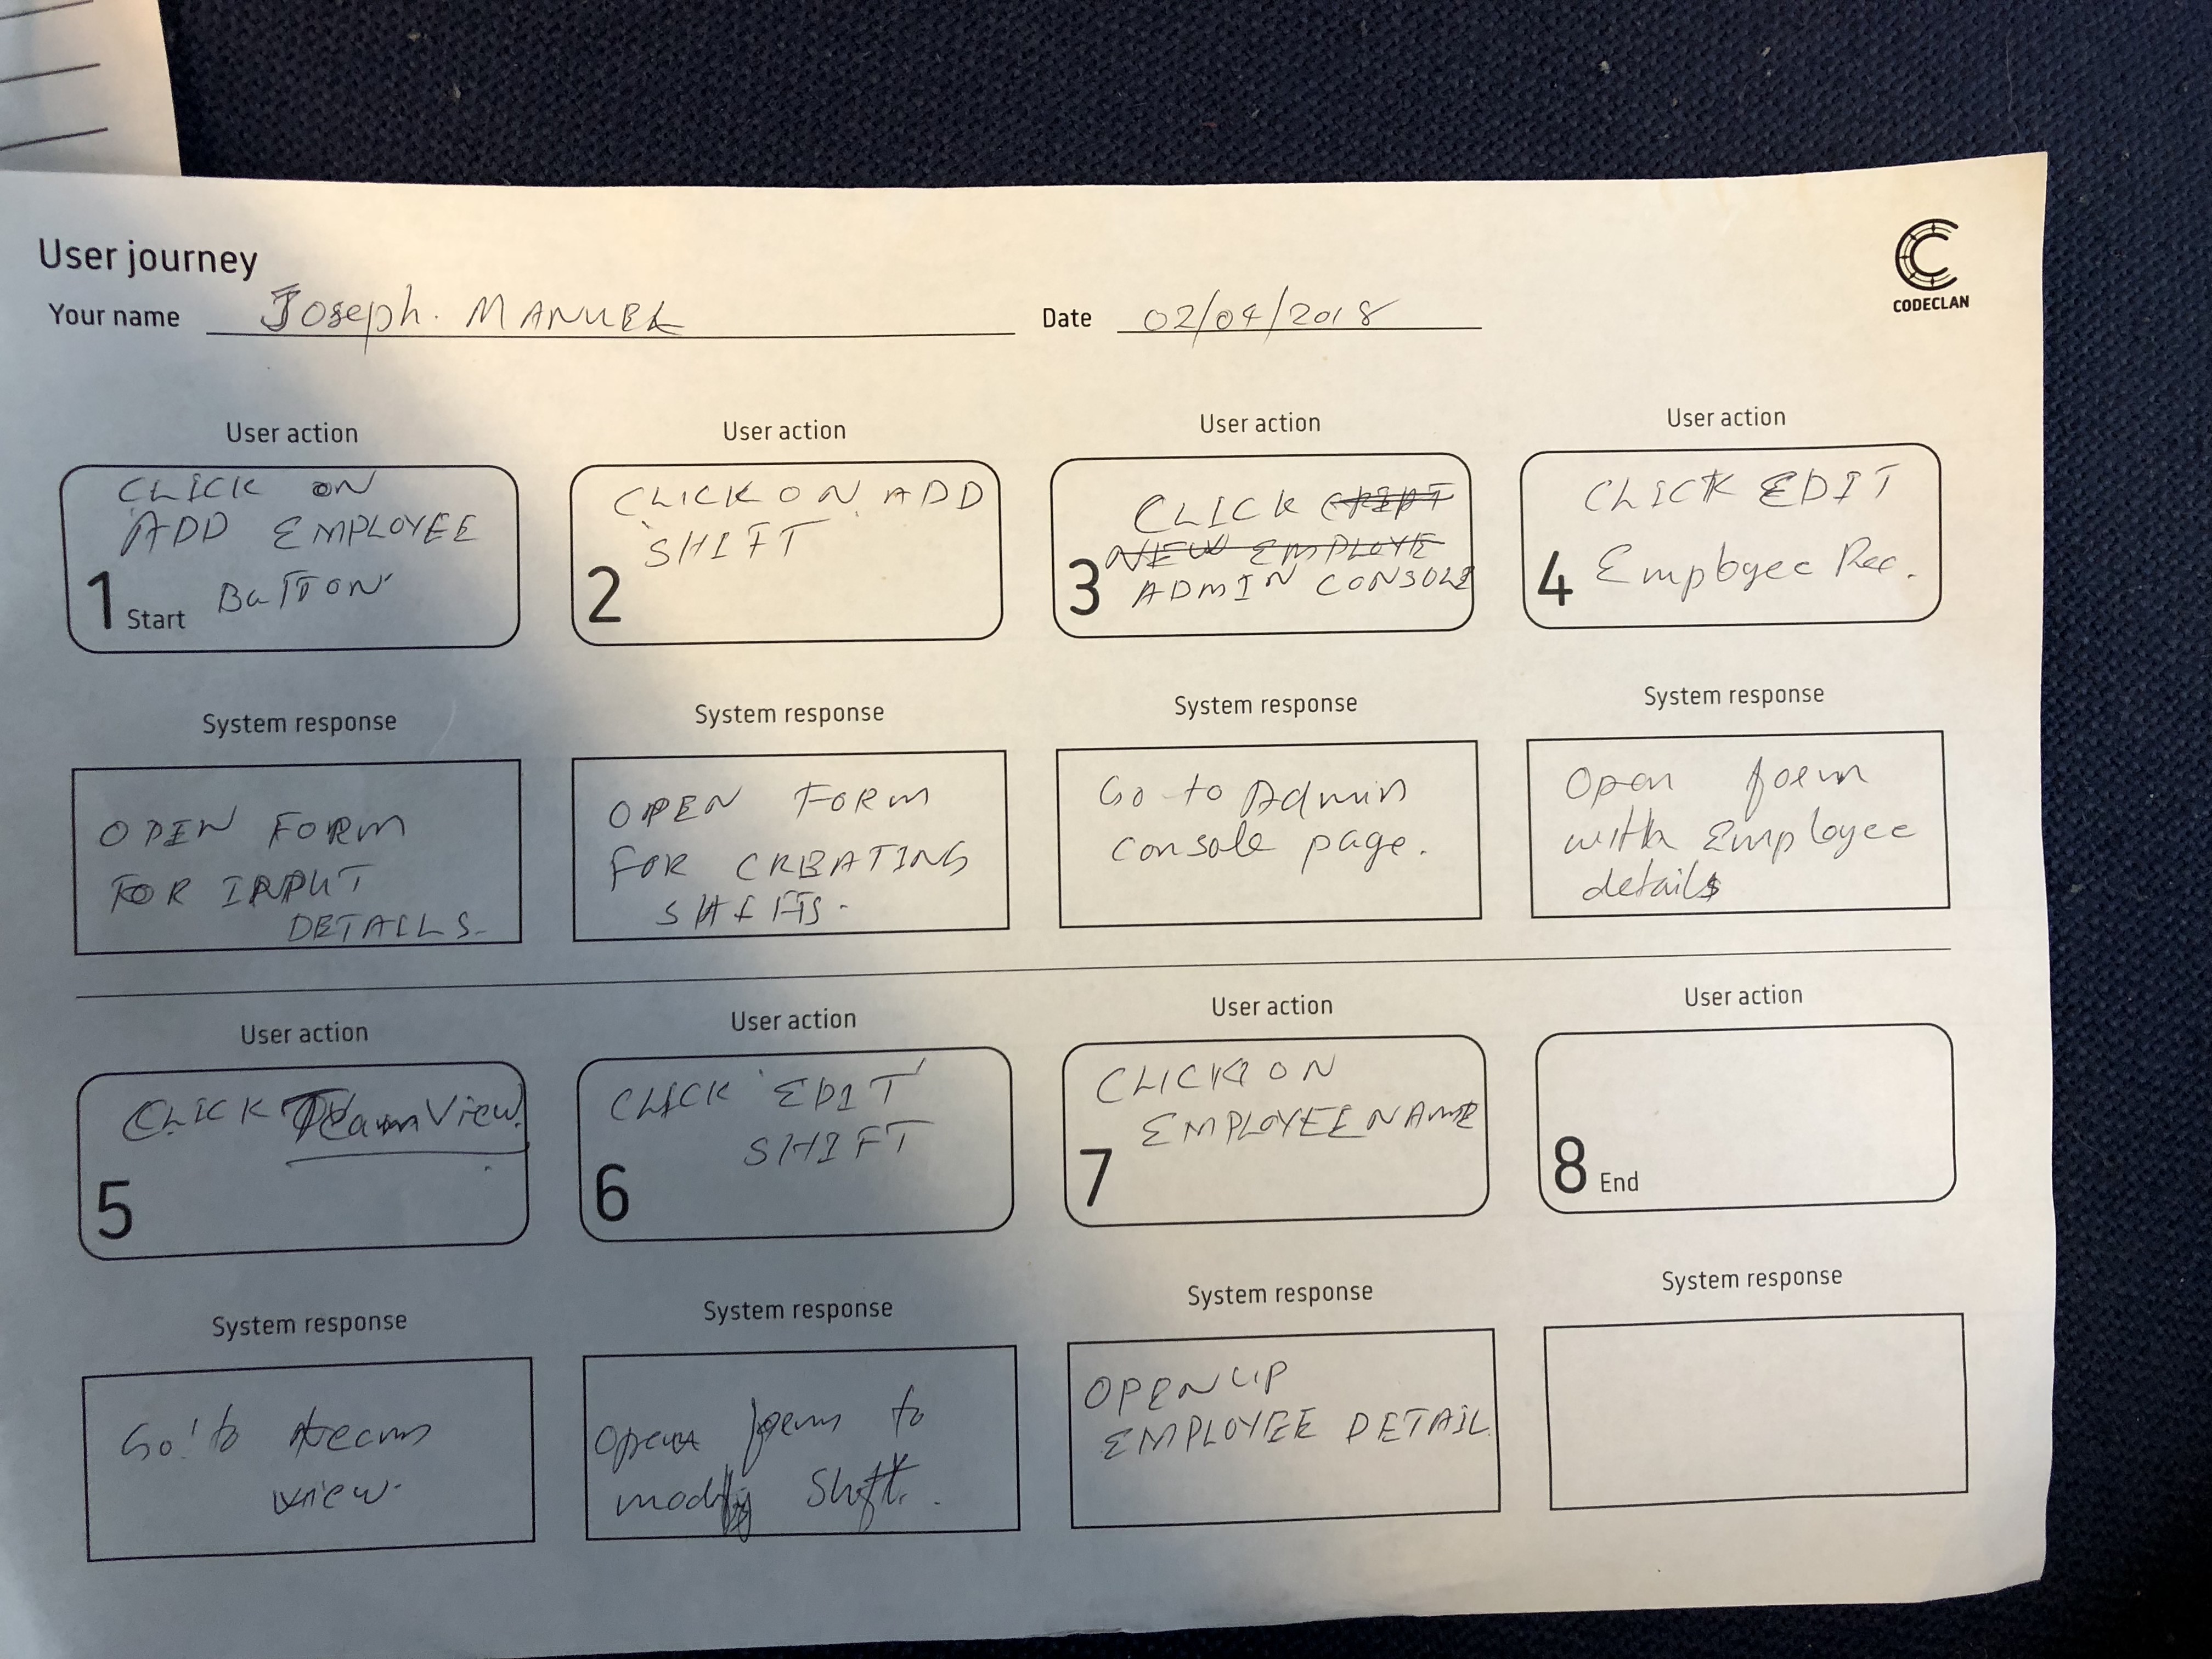 User journey
Your name Joseph. MANUEL
Date 02/04/2018
CODECLAN
User action
CLICK ON
ADD EMPLOYEE
BuTTON
1 Start
User action
CLICK ON ADD
SHIFT
2
User action
CLICK
NEW EMPLOYE
ADMIN CONSOLE
3
User action
CLICK EDIT
Employee Rec.
4
System response
OPEN FORM
FOR INPUT
DETAILS.
System response
OPEN FORM
FOR CREATING
SHIFTS.
System response
Go to Admin
console page.
System response
Open form
with Employee
details
User action
CLICK Team View
5
User action
CLICK 'EDIT'
SHIFT
6
User action
CLICK ON
EMPLOYEE NAME
7
User action
8 End
System response
Go to team
view.
System response
Open form to
modify Shift.
System response
OPEN UP
EMPLOYEE DETAIL
System response